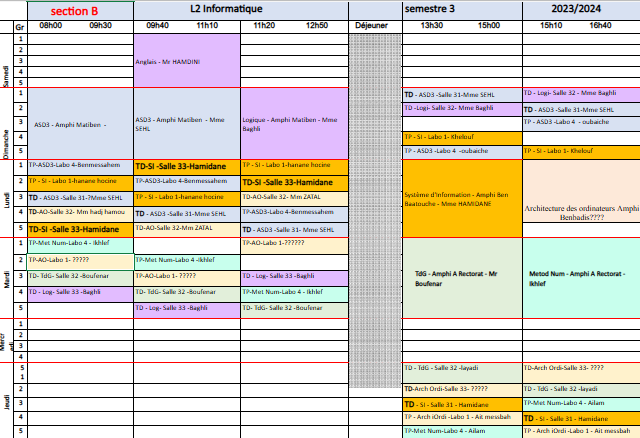 section B L2 Informatique semestre 3 2023/2024
Gr 08h00 09h30 09h40 11h10 11h20 12h50 Déjeuner 13h30 15h00 15h10 16h40
Samedi
1
2
3
4
5
Anglais - Mr HAMDINI
Dimanche
1
2
3
4
5
ASD3 - Amphi Matiben -
ASD3 - Amphi Matiben - Mme
SEHL
Logique - Amphi Matiben - Mme
Baghli
TD - ASD3 -Salle 31-Mme SEHL
TD - Logi- Salle 32 - Mme Baghli
TD -Logi- Salle 32- Mme Baghli
TD - ASD3 -Salle 31-Mme SEHL
TP - ASD3 -Labo 4 - oubaiche
TP - SI - Labo 1- Khelouf
TP - ASD3 -Labo 4 -oubaiche
TP - SI - Labo 1- Khelouf
Lundi
1
2
3
4
5
TP-ASD3-Labo 4-Benmessahem
TD-SI -Salle 33-Hamidane
TP - SI - Labo 1-hanane hocine
TP - SI - Labo 1-hanane hocine
TP-ASD3-Labo 4-Benmessahem
TD-SI -Salle 33-Hamidane
TD - ASD3 -Salle 31-?Mme SEHL
TP - SI - Labo 1-hanane hocine
TD-AO-Salle 32- Mm ZATAL
TD-AO-Salle 32- Mm hadj hamou
TD - ASD3 -Salle 31-Mme SEHL
TP-ASD3-Labo 4-Benmessahem
TD-SI -Salle 33-Hamidane
TD-AO-Salle 32-Mm ZATAL
TD - ASD3 -Salle 31 -Mme SEHL
Système d'Information - Amphi Ben
Baatouche - Mme HAMIDANE
Architecture des ordinateurs Amphi
Benbadis????
Mardi
1
2
3
4
5
TP-Met Num-Labo 4 - Ikhlef
TP-AO-Labo 1-??????
TP-AO-Labo 1- ?????
TP-Met Num-Labo 4 - Ikhlef
TD- TdG- Salle 32 -Boufenar
TP-AO-Labo 1- ?????
TD - Log- Salle 33 -Baghli
TD - Log- Salle 33 -Baghli
TD- TdG- Salle 32 -Boufenar
TP-Met Num-Labo 4 - Ikhlef
TD - Log- Salle 33 -Baghli
TD- TdG- Salle 32 -Boufenar
TdG - Amphi A Rectorat - Mr
Boufenar
Metod Num - Amphi A Rectorat -
Ikhlef
Mercr
edi
1
2
3
4
5
Jeudi
1
2
3
4
5
TD - TdG - Salle 32 -layadi
TD-Arch Ordi-Salle 33- ????
TD-Arch Ordi-Salle 33- ?????
TD - TdG - Salle 32 -layadi
TD - SI - Salle 31 - Hamidane
TP-Met Num-Labo 4 - Ailam
TP - Arch iOrdi -Labo 1 - Ait messbah
TD - SI - Salle 31 - Hamidane
TP-Met Num-Labo 4 - Ailam
TP - Arch iOrdi -Labo 1 - Ait messbah